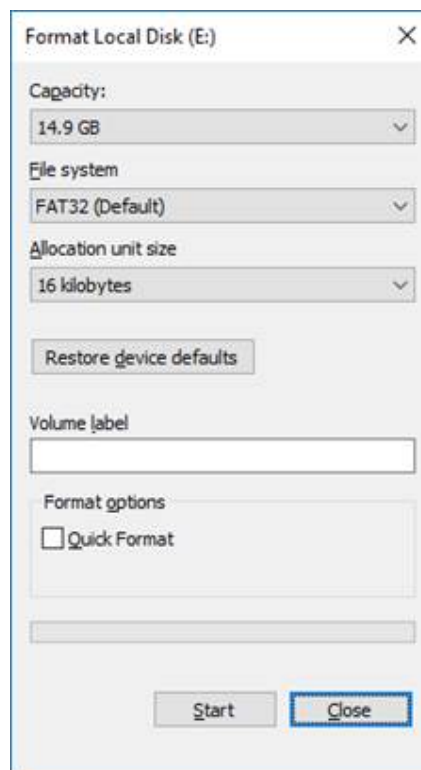 Format Local Disk (E:)
Capacity:
14.9 GB
File system
FAT32 (Default)
Allocation unit size
16 kilobytes
Restore device defaults
Volume label
Format options
Quick Format
Start
Close